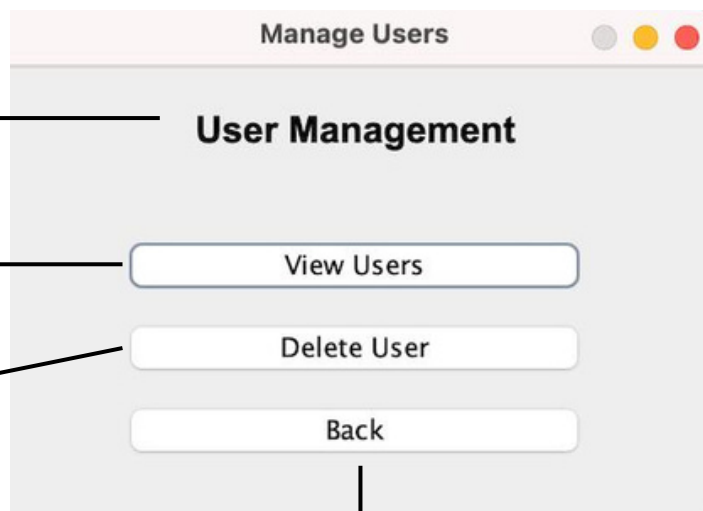 Manage Users
User Management
View Users
Delete User
Back